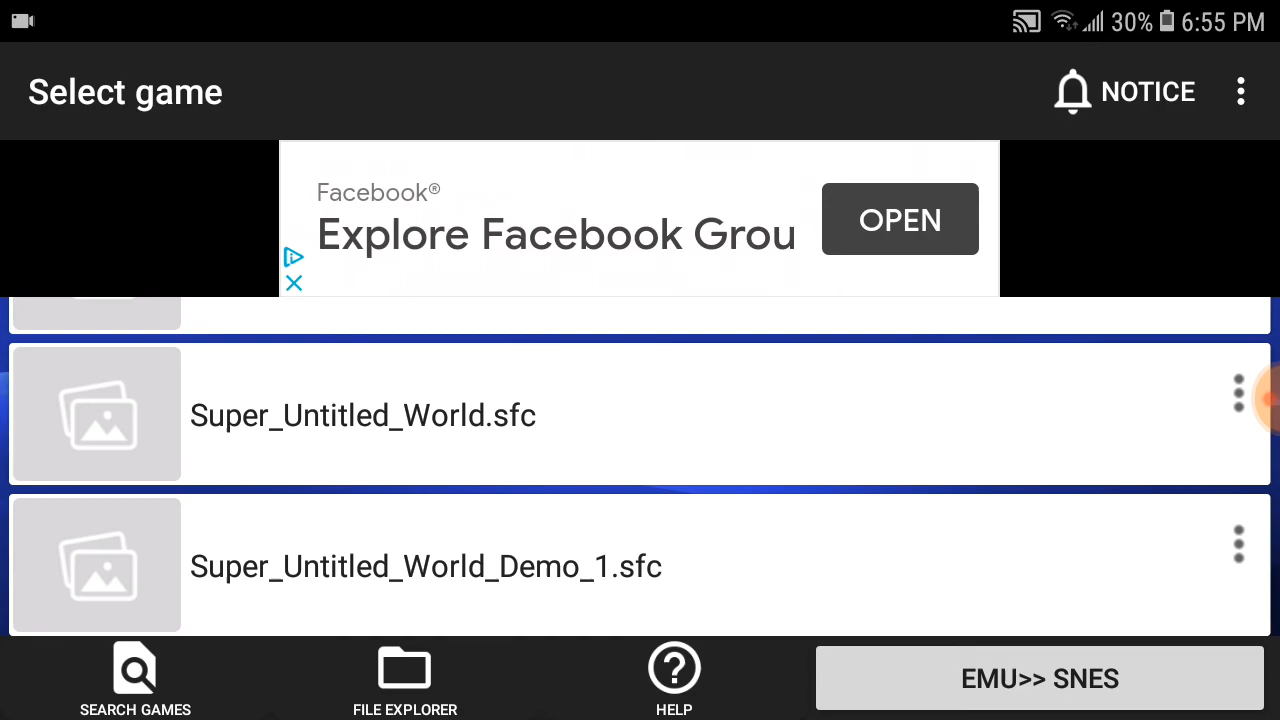 30% 6:55 PM
Select game
NOTICE
Facebook®
Explore Facebook Grou
OPEN
Super_Untitled_World.sfc
Super_Untitled_World_Demo_1.sfc
SEARCH GAMES
FILE EXPLORER
HELP
EMU>> SNES